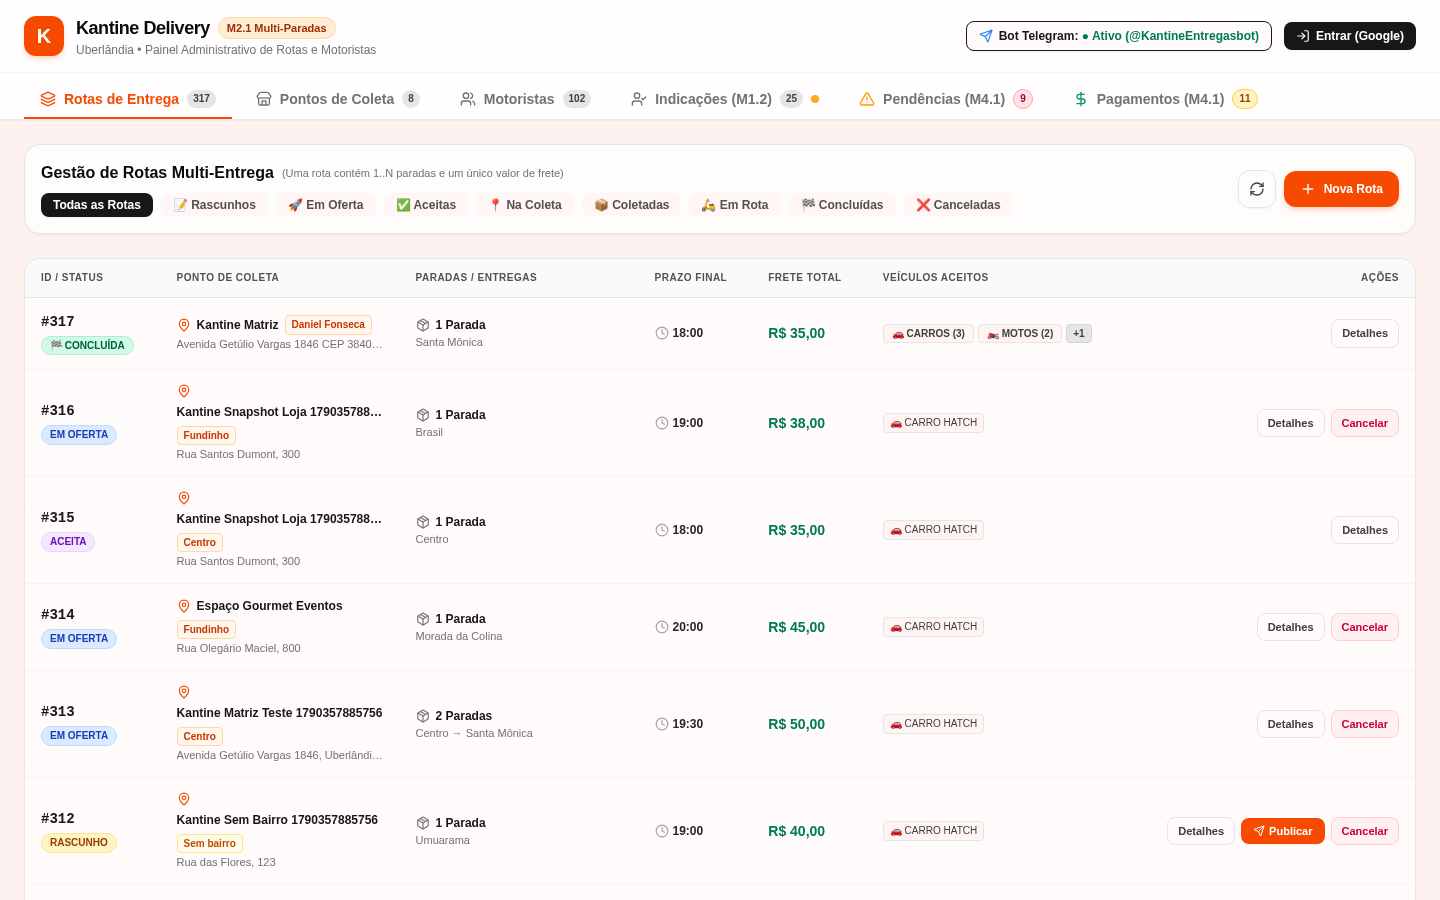 K
Kantine Delivery M2.1 Multi-Paradas
Uberlândia • Painel Administrativo de Rotas e Motoristas
Bot Telegram: ● Ativo (@KantineEntregasbot)
Entrar (Google)
Rotas de Entrega 317
Pontos de Coleta 8
Motoristas 102
Indicações (M1.2) 25
Pendências (M4.1) 9
Pagamentos (M4.1) 11
Gestão de Rotas Multi-Entrega (Uma rota contém 1..N paradas e um único valor de frete)
Todas as Rotas
📝 Rascunhos
🚀 Em Oferta
✅ Aceitas
📍 Na Coleta
📦 Coletadas
🛵 Em Rota
🏁 Concluídas
❌ Canceladas
Nova Rota
ID / STATUS
PONTO DE COLETA
PARADAS / ENTREGAS
PRAZO FINAL
FRETE TOTAL
VEÍCULOS ACEITOS
AÇÕES
#317
🏁 CONCLUÍDA
Kantine Matriz Daniel Fonseca
Avenida Getúlio Vargas 1846 CEP 3840…
1 Parada
Santa Mônica
18:00
R$ 35,00
🚗 CARROS (3) 🏍️ MOTOS (2) +1
Detalhes
#316
EM OFERTA
Kantine Snapshot Loja 179035788…
Fundinho
Rua Santos Dumont, 300
1 Parada
Brasil
19:00
R$ 38,00
🚗 CARRO HATCH
Detalhes
Cancelar
#315
ACEITA
Kantine Snapshot Loja 179035788…
Centro
Rua Santos Dumont, 300
1 Parada
Centro
18:00
R$ 35,00
🚗 CARRO HATCH
Detalhes
#314
EM OFERTA
Espaço Gourmet Eventos
Fundinho
Rua Olegário Maciel, 800
1 Parada
Morada da Colina
20:00
R$ 45,00
🚗 CARRO HATCH
Detalhes
Cancelar
#313
EM OFERTA
Kantine Matriz Teste 1790357885756
Centro
Avenida Getúlio Vargas 1846, Uberlândi…
2 Paradas
Centro → Santa Mônica
19:30
R$ 50,00
🚗 CARRO HATCH
Detalhes
Cancelar
#312
RASCUNHO
Kantine Sem Bairro 1790357885756
Sem bairro
Rua das Flores, 123
1 Parada
Umuarama
19:00
R$ 40,00
🚗 CARRO HATCH
Detalhes
Publicar
Cancelar